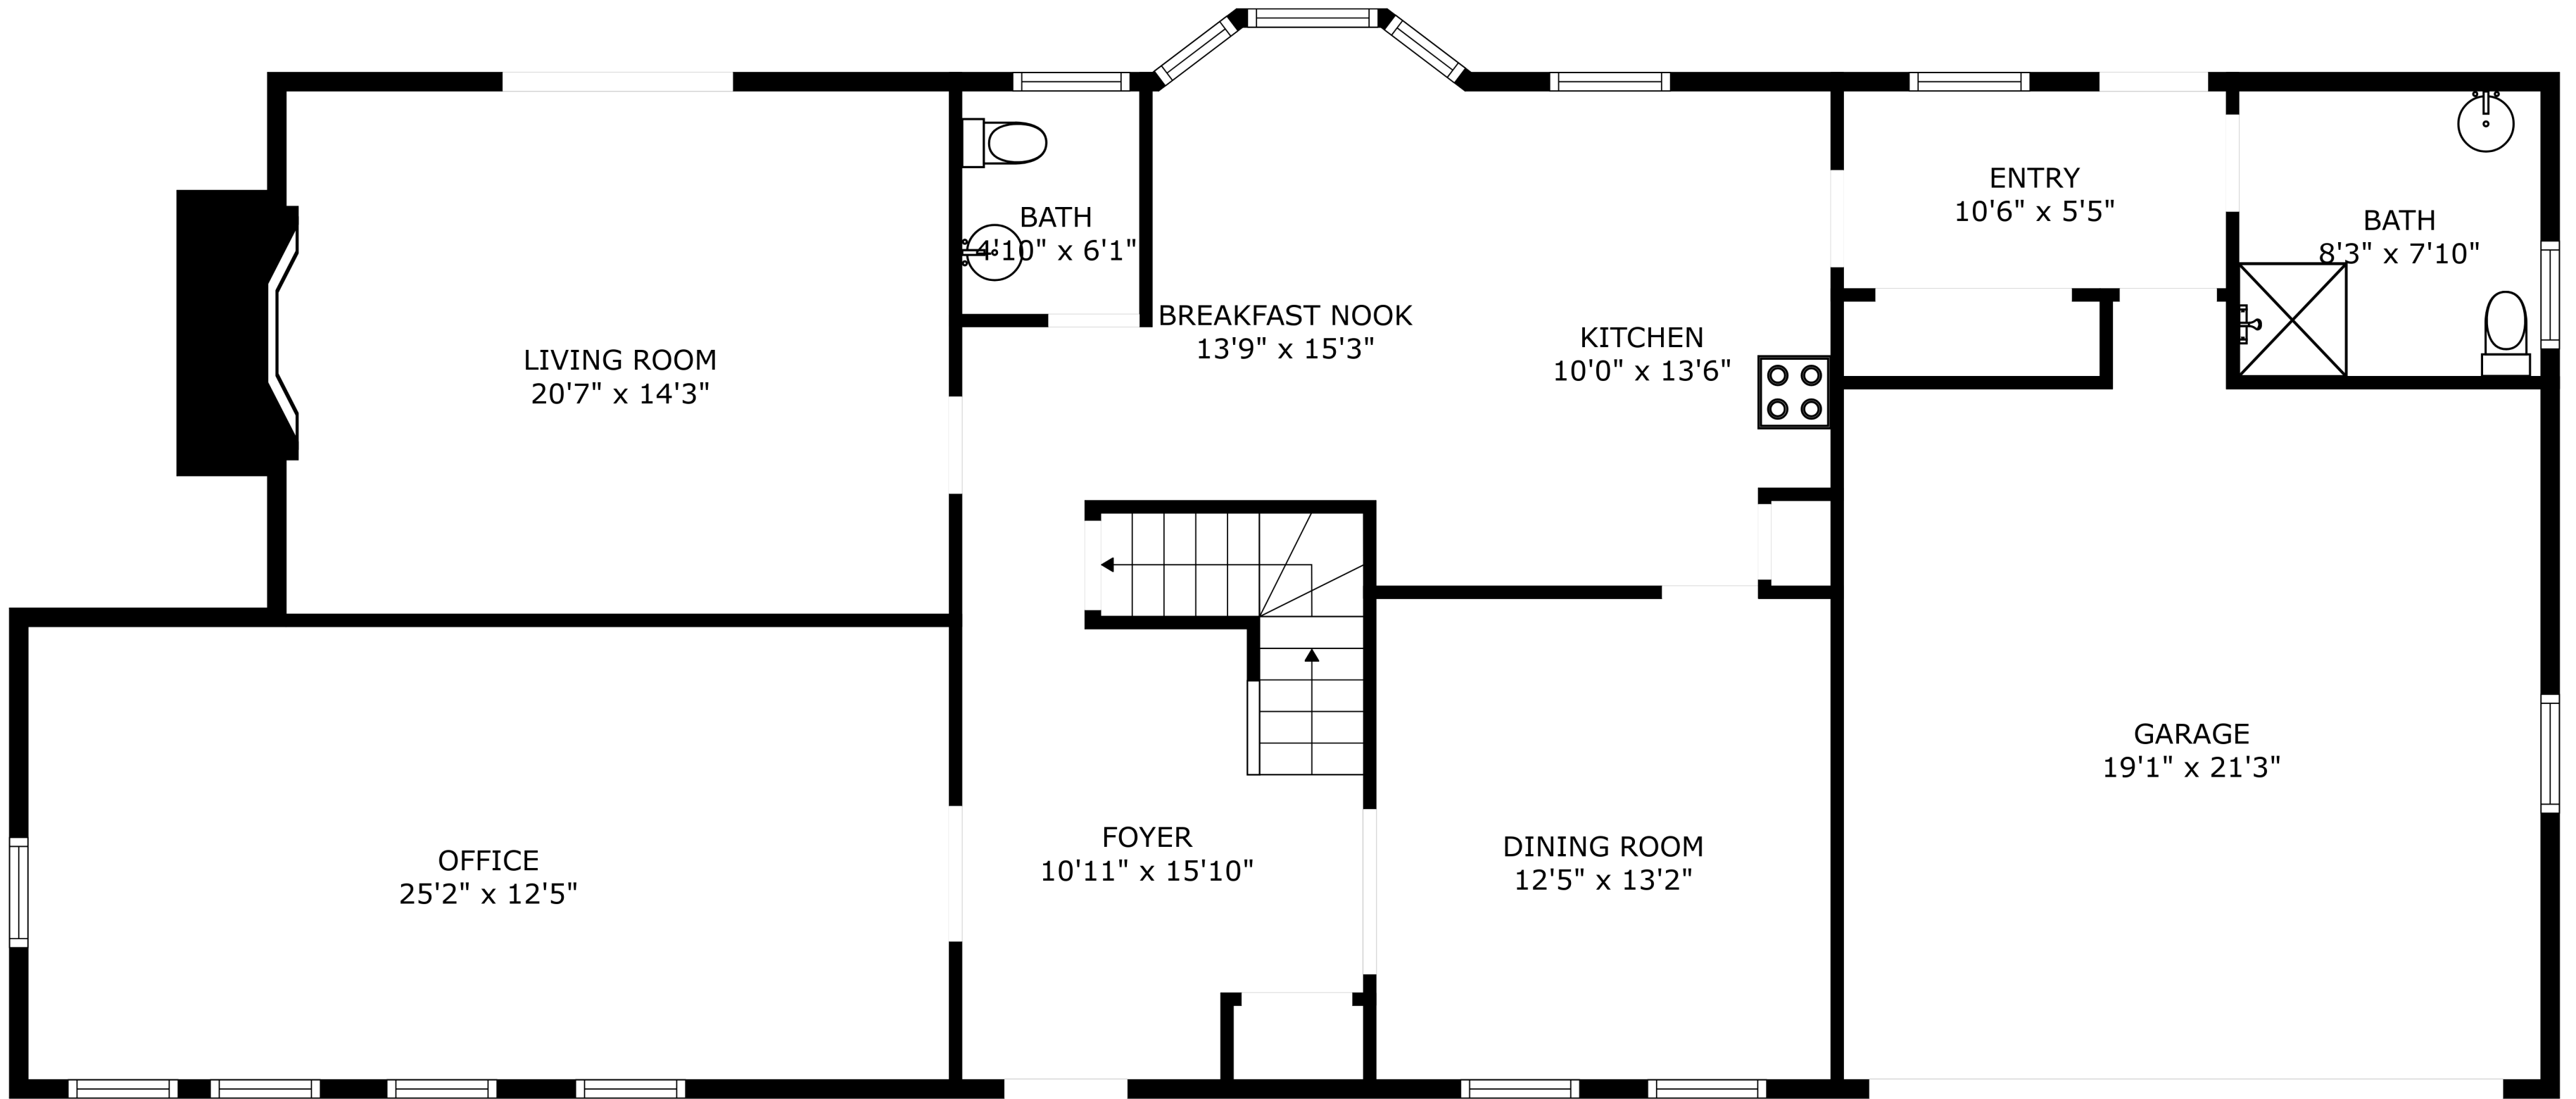 ENTRY
10'6" x 5'5"
BATH
4'10" x 6'1"
BATH
8'3" x 7'10"
BREAKFAST NOOK
13'9" x 15'3"
KITCHEN
10'0" x 13'6"
LIVING ROOM
20'7" x 14'3"
GARAGE
19'1" x 21'3"
FOYER
10'11" x 15'10"
DINING ROOM
12'5" x 13'2"
OFFICE
25'2" x 12'5"